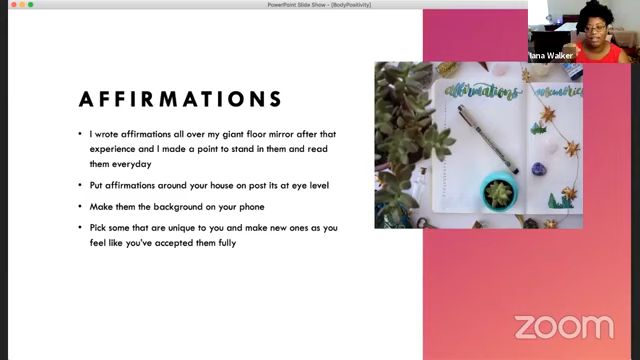 PowerPoint Slide Show - [BodyPositivity]
AFFIRMATIONS
• I wrote affirmations all over my giant floor mirror after that
experience and I made a point to stand in them and read
them everyday
• Put affirmations around your house on post its at eye level
• Make them the background on your phone
• Pick some that are unique to you and make new ones as you
feel like you've accepted them fully
affirmations
memories
Walker
zoom